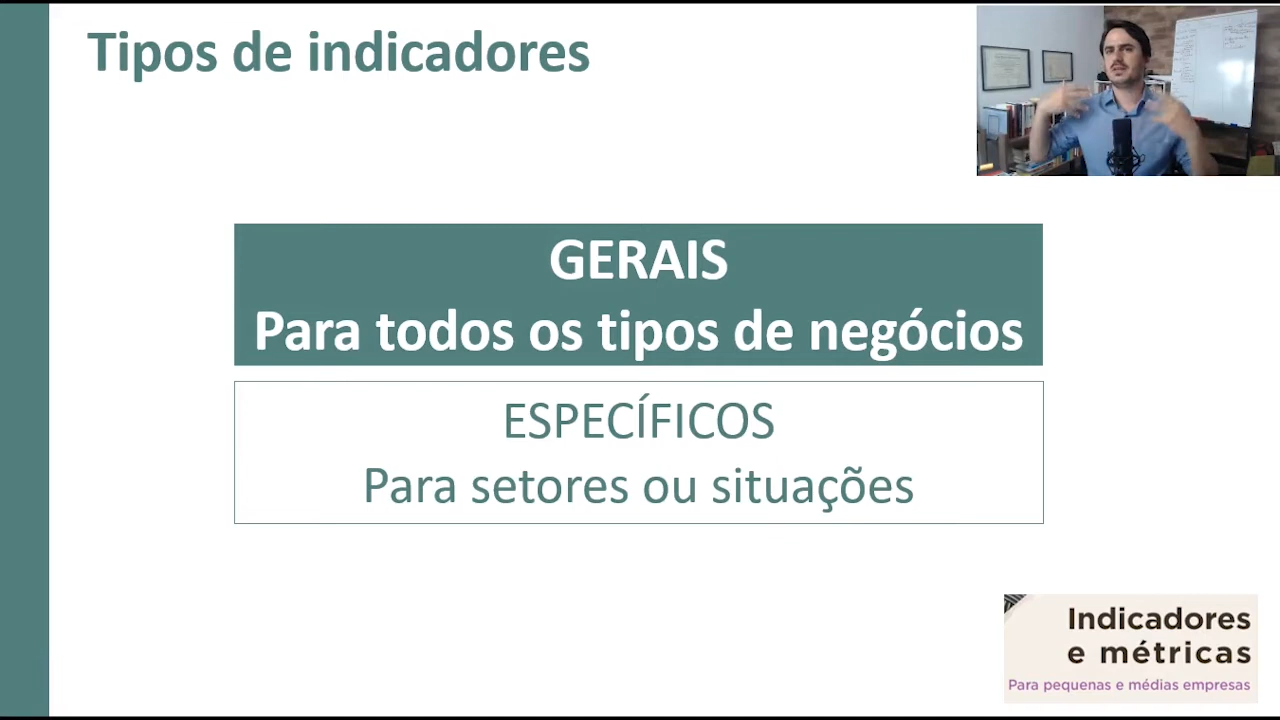 Tipos de indicadores
GERAIS
Para todos os tipos de negócios
ESPECÍFICOS
Para setores ou situações
Indicadores
e métricas
Para pequenas e médias empresas